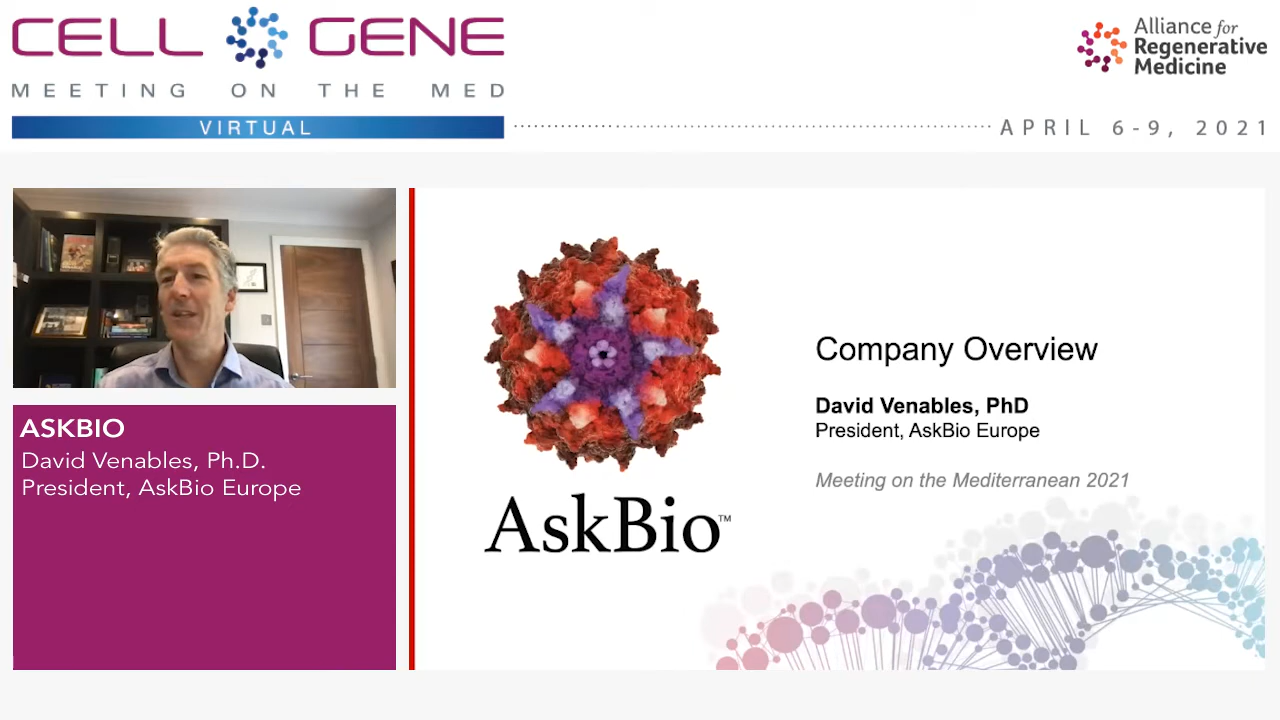 CELL GENE
MEETING ON THE MED
VIRTUAL
Alliance for
Regenerative
Medicine
APRIL 6-9, 2021
ASKBIO
David Venables, Ph.D.
President, AskBio Europe
AskBio™
Company Overview
David Venables, PhD
President, AskBio Europe
Meeting on the Mediterranean 2021